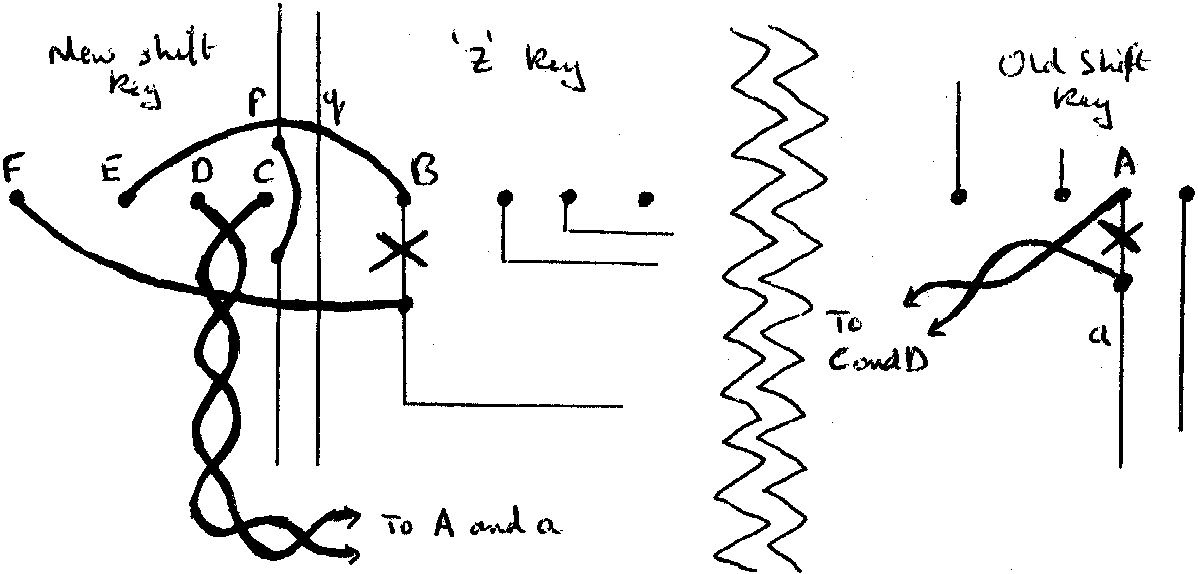 New shift
Key
'Z' Key
Old Shift
Key
P q
F E D C B
A
To
C and D
a
To A and a